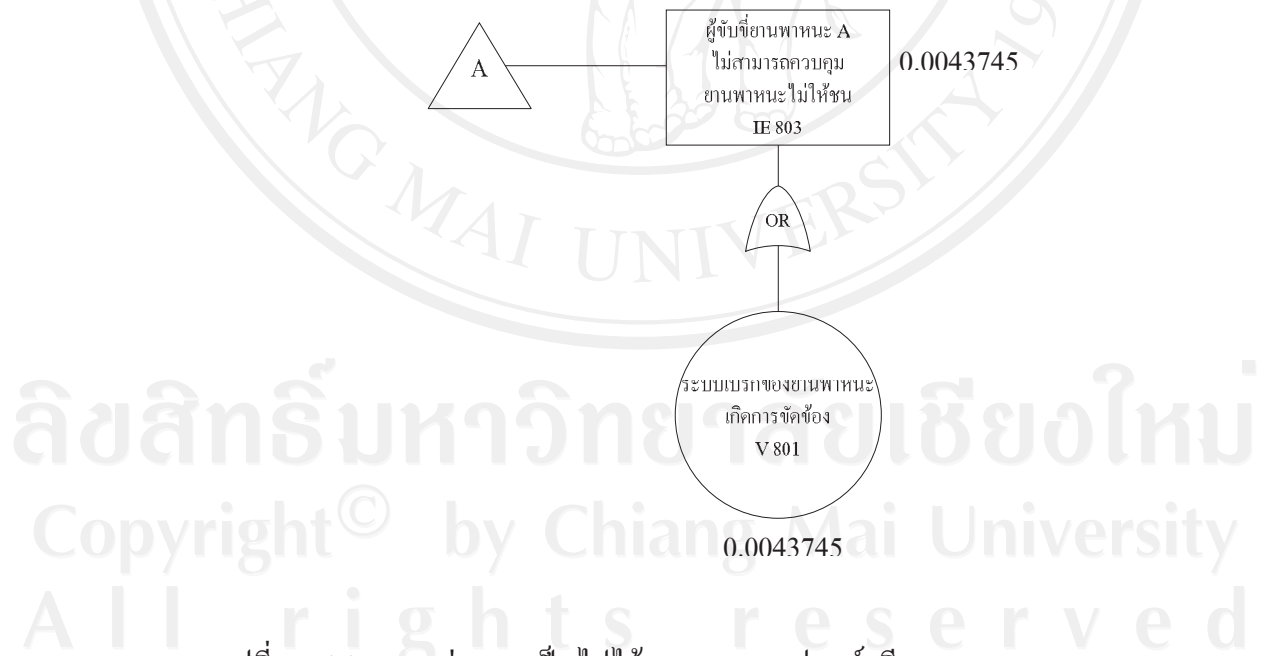 A
ผู้ขับขี่ยานพาหนะ A
ไม่สามารถควบคุม
ยานพาหนะไม่ให้ชน
IE 803
0.0043745
OR
ระบบเบรกของยานพาหนะ
เกิดการขัดข้อง
V 801
0.0043745
CHIANG MAI UNIVERSITY 19
ลิขสิทธิ์มหาวิทยาลัยเชียงใหม่
Copyright© by Chiang Mai University
All rights reserved